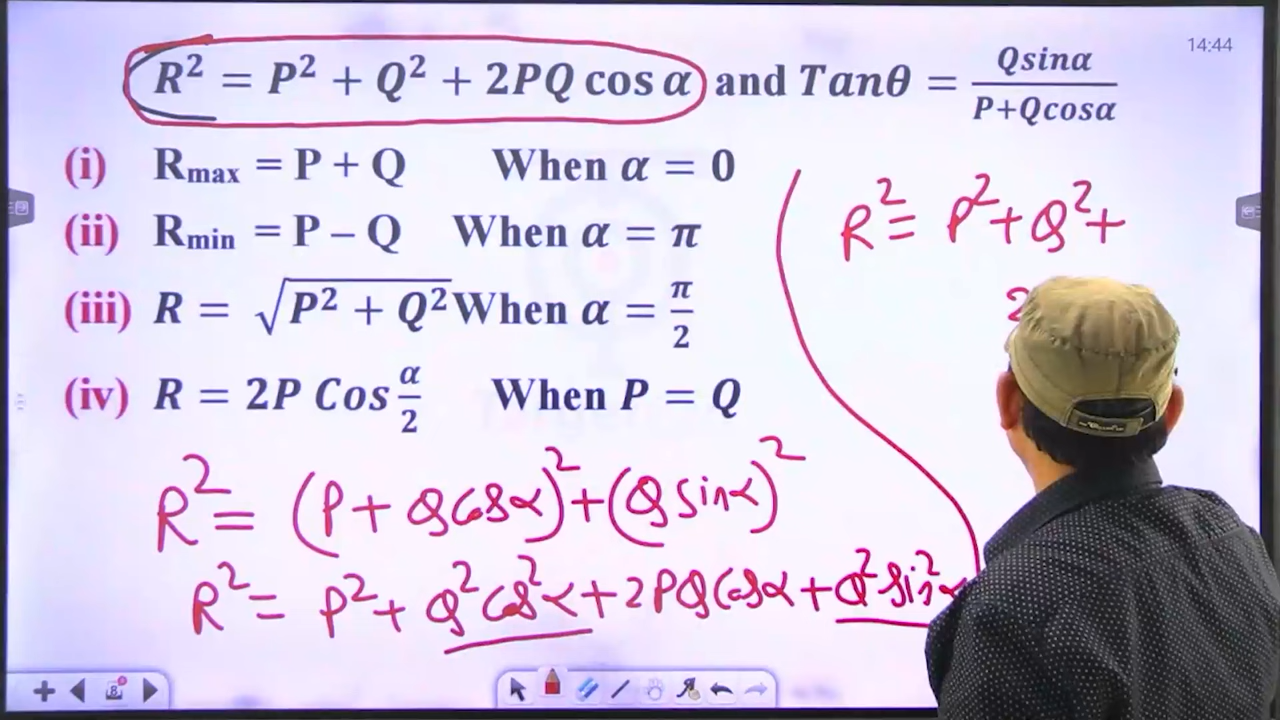 14:44
R² = P² + Q² + 2PQ cos α and Tanθ = Qsinα / P+Qcosα
(i) Rmax = P + Q When α = 0
(ii) Rmin = P – Q When α = π
(iii) R = √P² + Q² When α = π/2
(iv) R = 2P Cos α/2 When P = Q
R² = (P + Q cos α)² + (Q sin α)²
R² = P² + Q² cos² α + 2PQ Cos α + Q² sin² α
R² = P² + Q² +
2
8